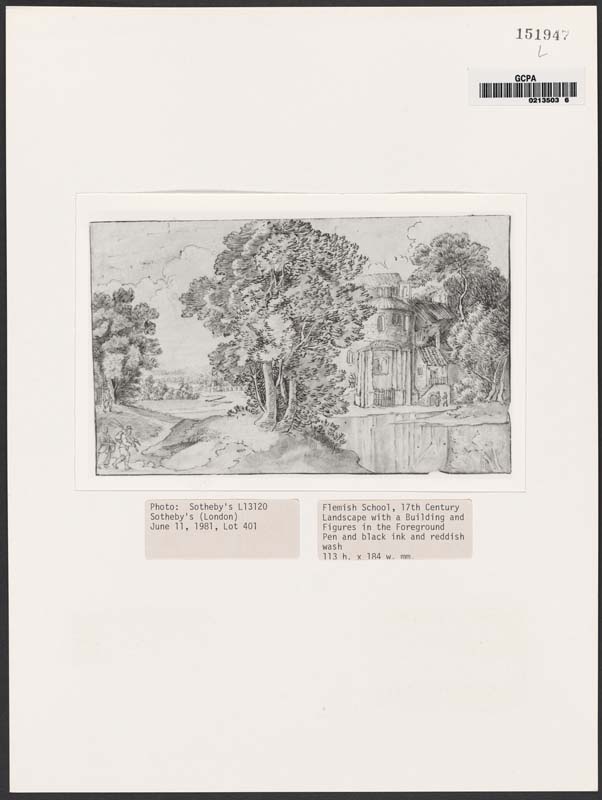 151947
L
GCPA
0213503 6
Photo: Sotheby's L13120
Sotheby's (London)
June 11, 1981, Lot 401
Flemish School, 17th Century
Landscape with a Building and
Figures in the Foreground
Pen and black ink and reddish
wash
113 h. x 184 w. mm.